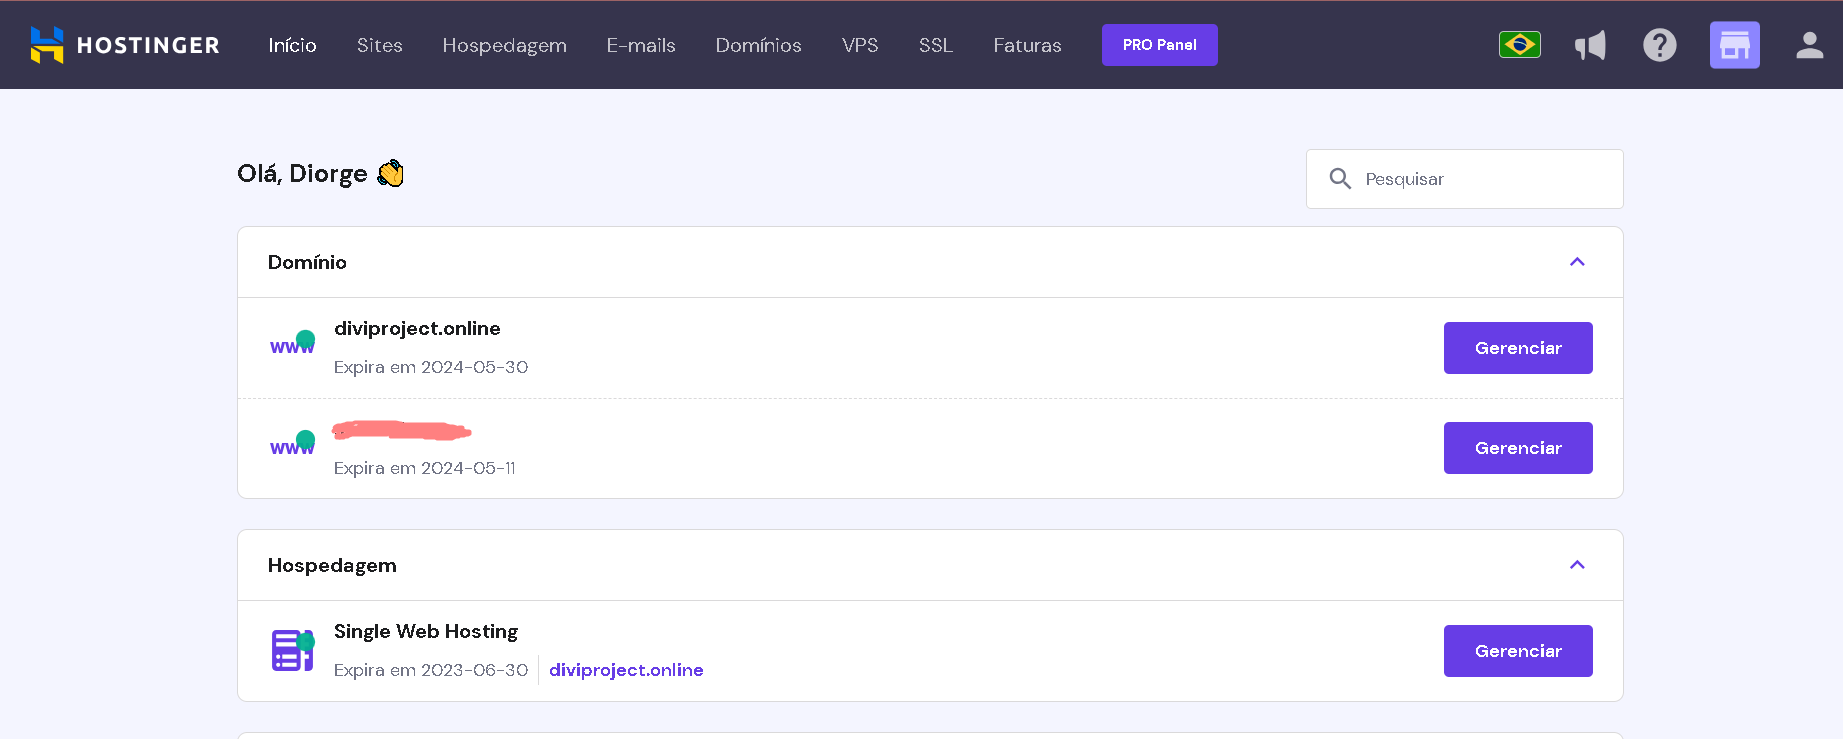 HOSTINGER Início Sites Hospedagem E-mails Domínios VPS SSL Faturas PRO Panel
Olá, Diorge
Pesquisar
Domínio
www
diviproject.online
Expira em 2024-05-30
Gerenciar
www
Expira em 2024-05-11
Gerenciar
Hospedagem
Single Web Hosting
Expira em 2023-06-30 diviproject.online
Gerenciar